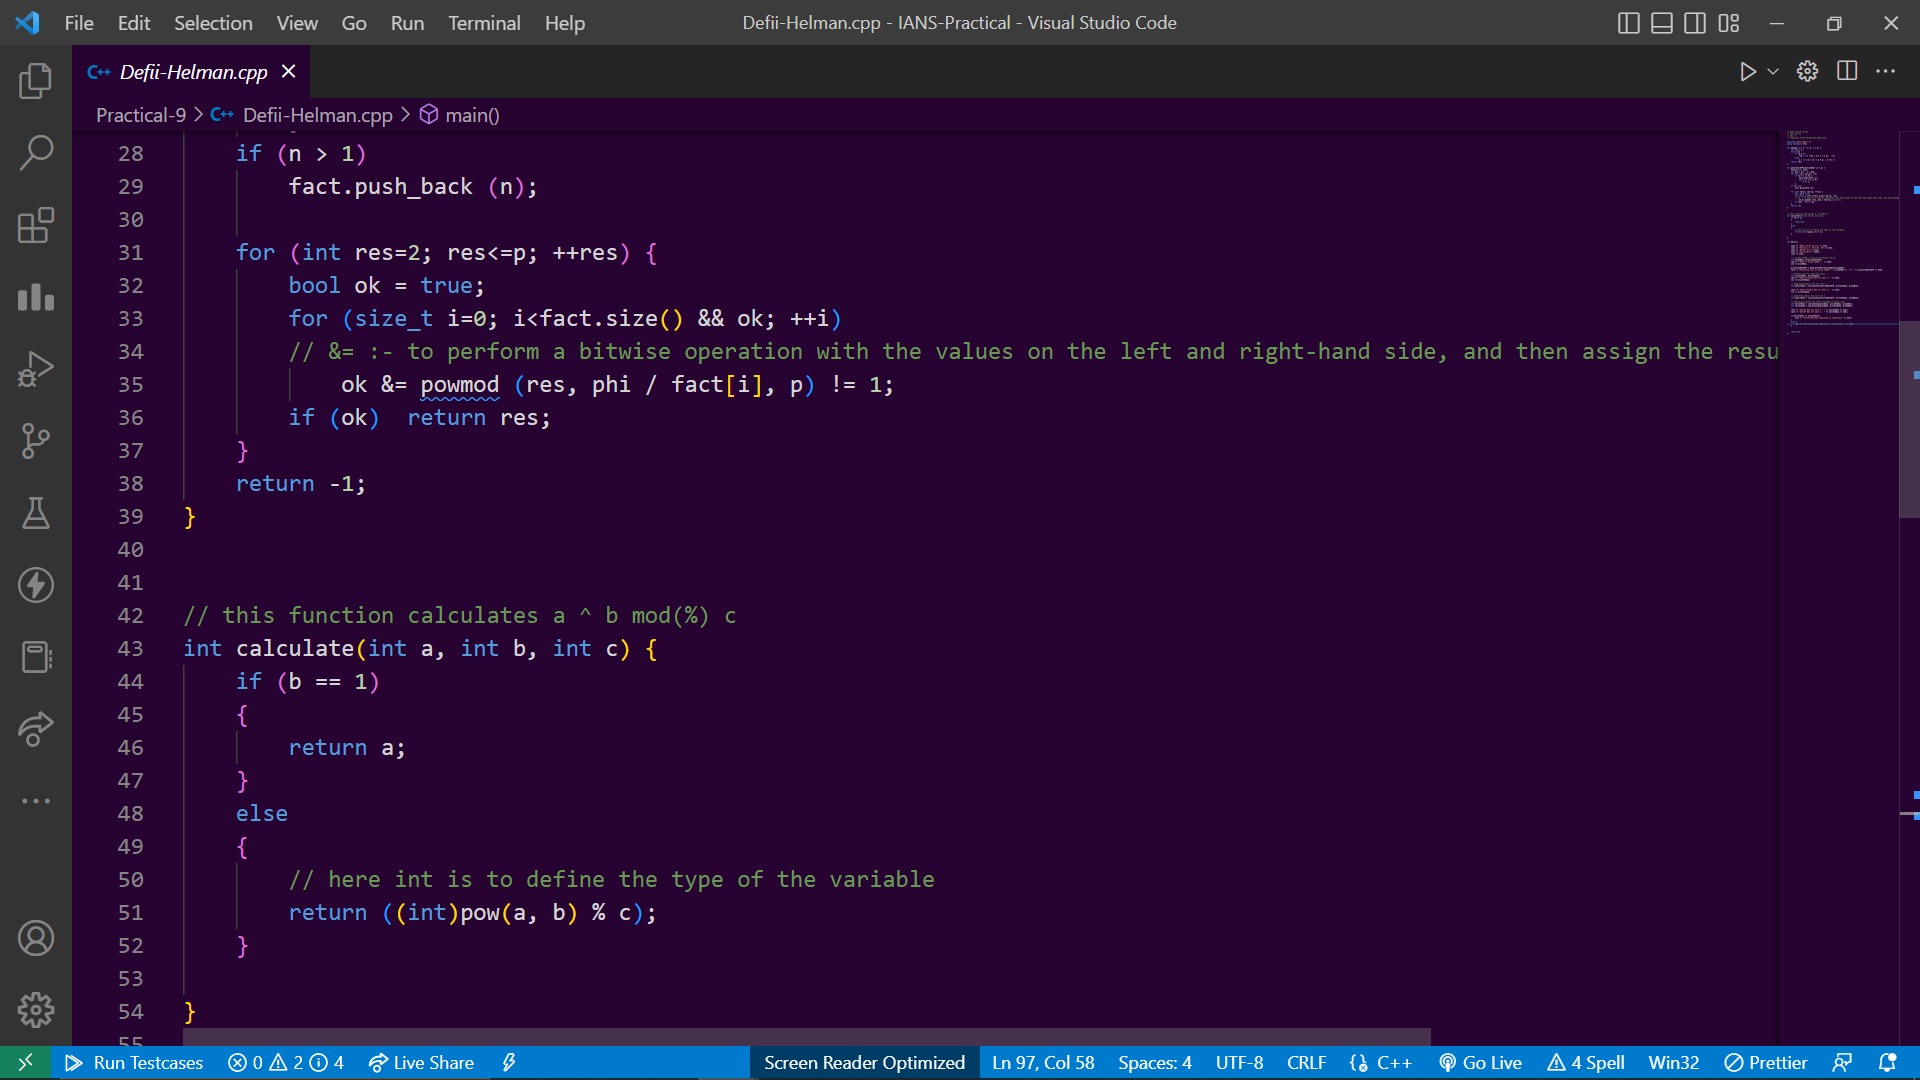 File Edit Selection View Go Run Terminal Help
Defii-Helman.cpp - IANS-Practical - Visual Studio Code
C++ Defii-Helman.cpp
Practical-9 > C++ Defii-Helman.cpp > main()
28 if (n > 1)
29 fact.push_back (n);
30
31 for (int res=2; res<=p; ++res) {
32 bool ok = true;
33 for (size_t i=0; i<fact.size() && ok; ++i)
34 // &= :- to perform a bitwise operation with the values on the left and right-hand side, and then assign the resu
35 ok &= powmod (res, phi / fact[i], p) != 1;
36 if (ok)  return res;
37 }
38 return -1;
39 }
40
41
42 // this function calculates a ^ b mod(%) c
43 int calculate(int a, int b, int c) {
44 if (b == 1)
45 {
46 return a;
47 }
48 else
49 {
50 // here int is to define the type of the variable
51 return ((int)pow(a, b) % c);
52 }
53
54 }
55
Run Testcases 0 2 4 Live Share Screen Reader Optimized Ln 97, Col 58 Spaces: 4 UTF-8 CRLF C++ Go Live 4 Spell Win32 Prettier